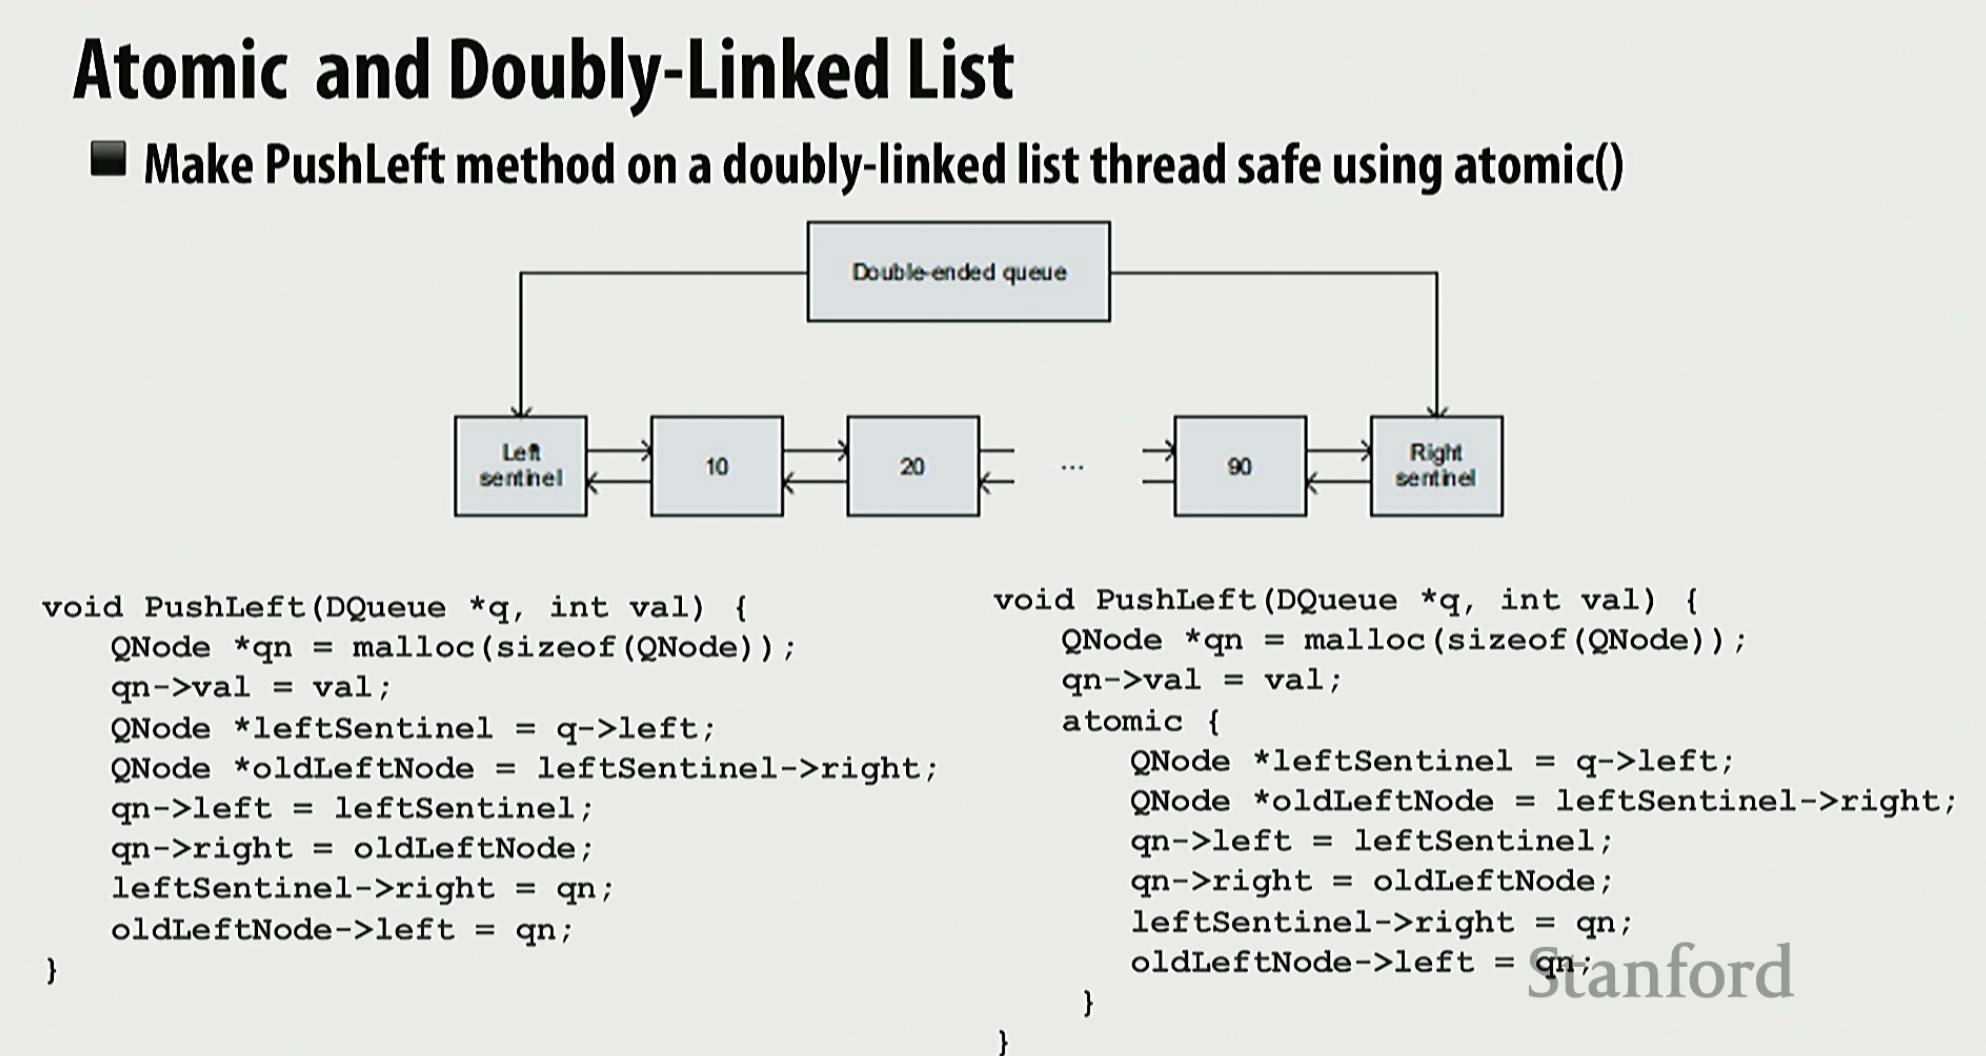 Atomic and Doubly-Linked List
Make PushLeft method on a doubly-linked list thread safe using atomic()
Double-ended queue
Left
sentinel
10
20
...
90
Right
sentinel
void PushLeft(DQueue *q, int val) {
    QNode *qn = malloc(sizeof(QNode));
    qn->val = val;
    QNode *leftSentinel = q->left;
    QNode *oldLeftNode = leftSentinel->right;
    qn->left = leftSentinel;
    qn->right = oldLeftNode;
    leftSentinel->right = qn;
    oldLeftNode->left = qn;
}
void PushLeft(DQueue *q, int val) {
    QNode *qn = malloc(sizeof(QNode));
    qn->val = val;
    atomic {
        QNode *leftSentinel = q->left;
        QNode *oldLeftNode = leftSentinel->right;
        qn->left = leftSentinel;
        qn->right = oldLeftNode;
        leftSentinel->right = qn;
        oldLeftNode->left = qn;
    }
}
Stanford